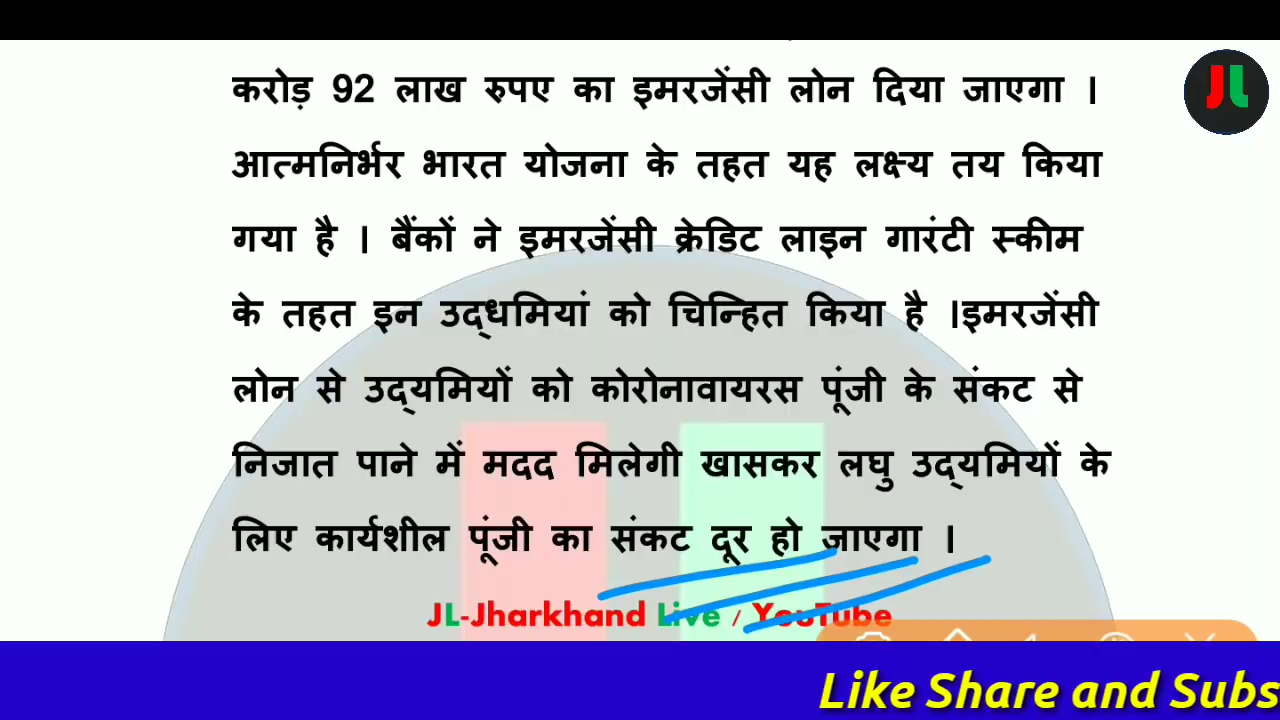 JL
करोड़ 92 लाख रुपए का इमरजेंसी लोन दिया जाएगा ।
आत्मनिर्भर भारत योजना के तहत यह लक्ष्य तय किया
गया है । बैंकों ने इमरजेंसी क्रेडिट लाइन गारंटी स्कीम
के तहत इन उद्धमियां को चिन्हित किया है ।इमरजेंसी
लोन से उद्यमियों को कोरोनावायरस पूंजी के संकट से
निजात पाने में मदद मिलेगी खासकर लघु उद्यमियों के
लिए कार्यशील पूंजी का संकट दूर हो जाएगा ।
JL-Jharkhand Live / YouTube
Like Share and Subs